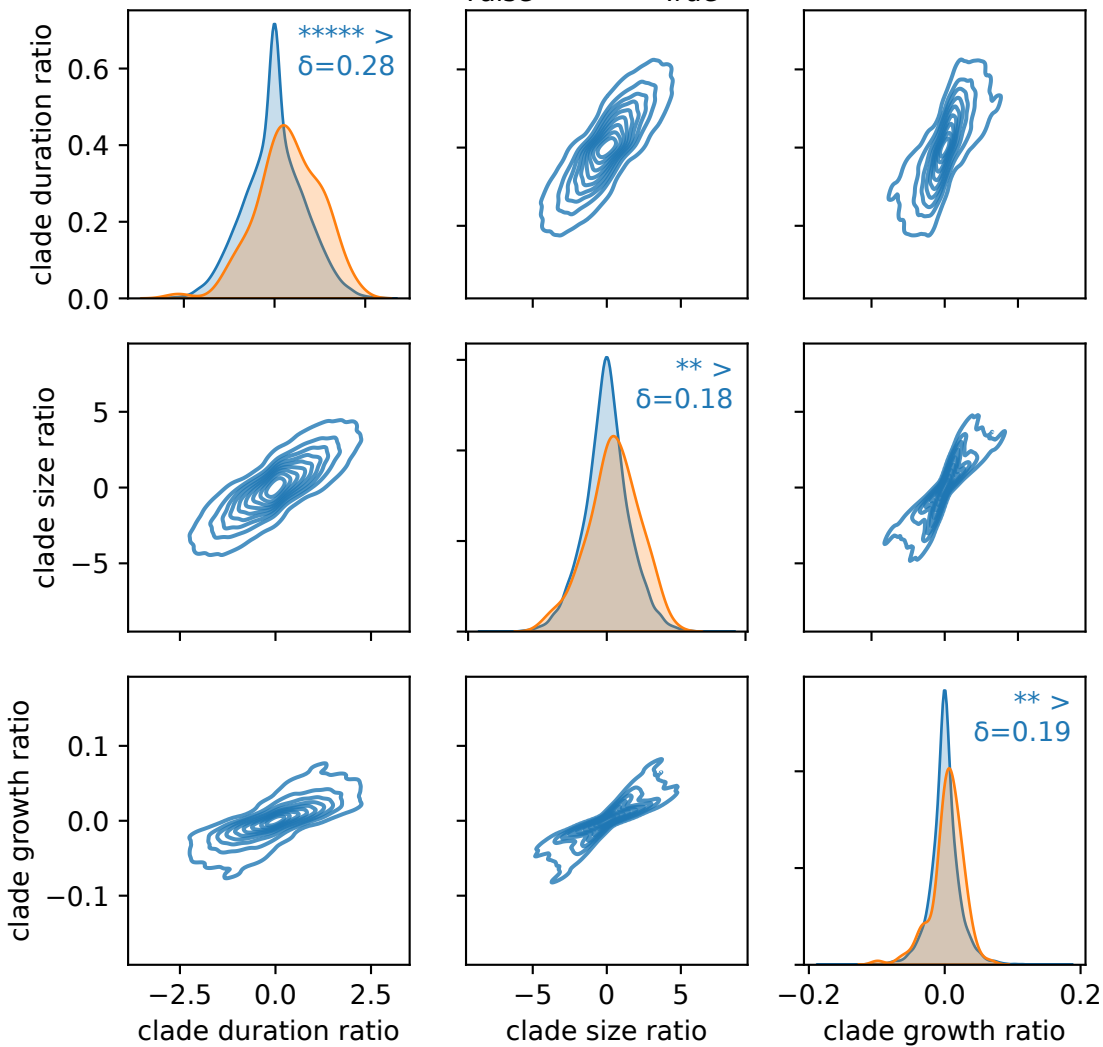 clade duration ratio
0.6
0.4
0.2
0.0
***** >
δ=0.28
clade size ratio
5
0
−5
** >
δ=0.18
clade growth ratio
0.1
0.0
−0.1
** >
δ=0.19
−2.5 0.0 2.5
−5 0 5
−0.2 0.0 0.2
clade duration ratio
clade size ratio
clade growth ratio